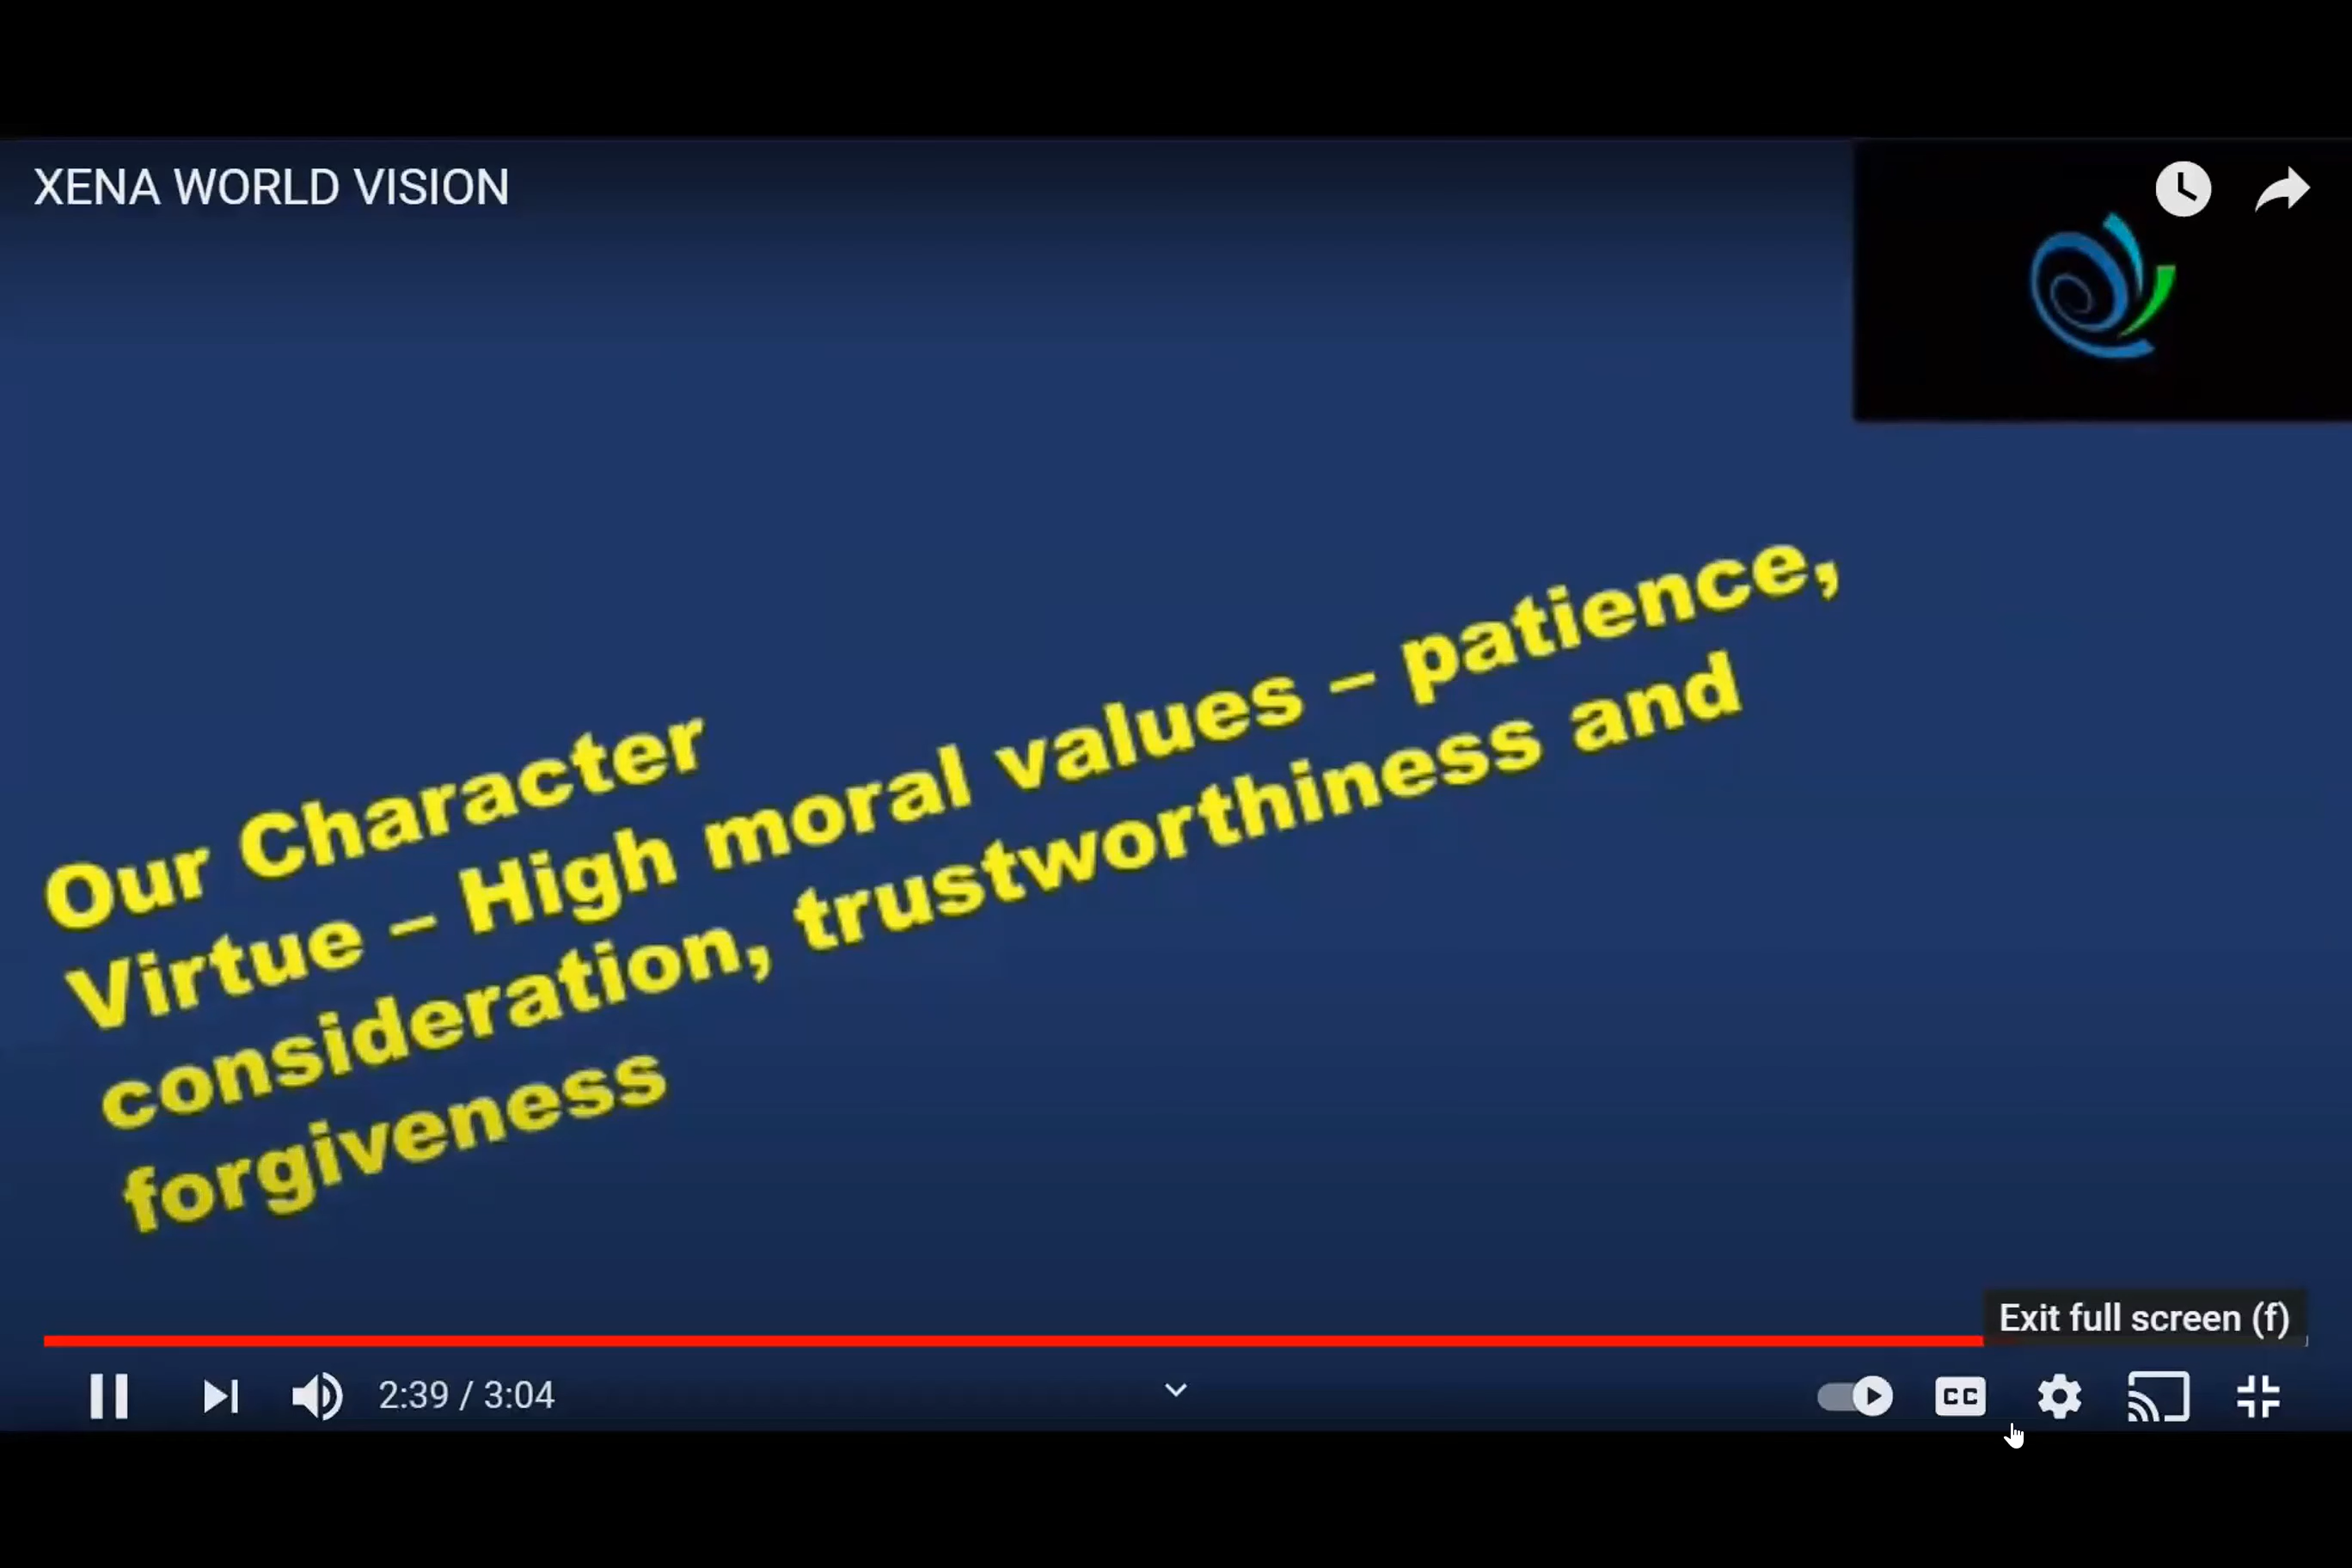 XENA WORLD VISION
Our Character
Virtue – High moral values – patience,
consideration, trustworthiness and
forgiveness
Exit full screen (f)
2:39 / 3:04
CC